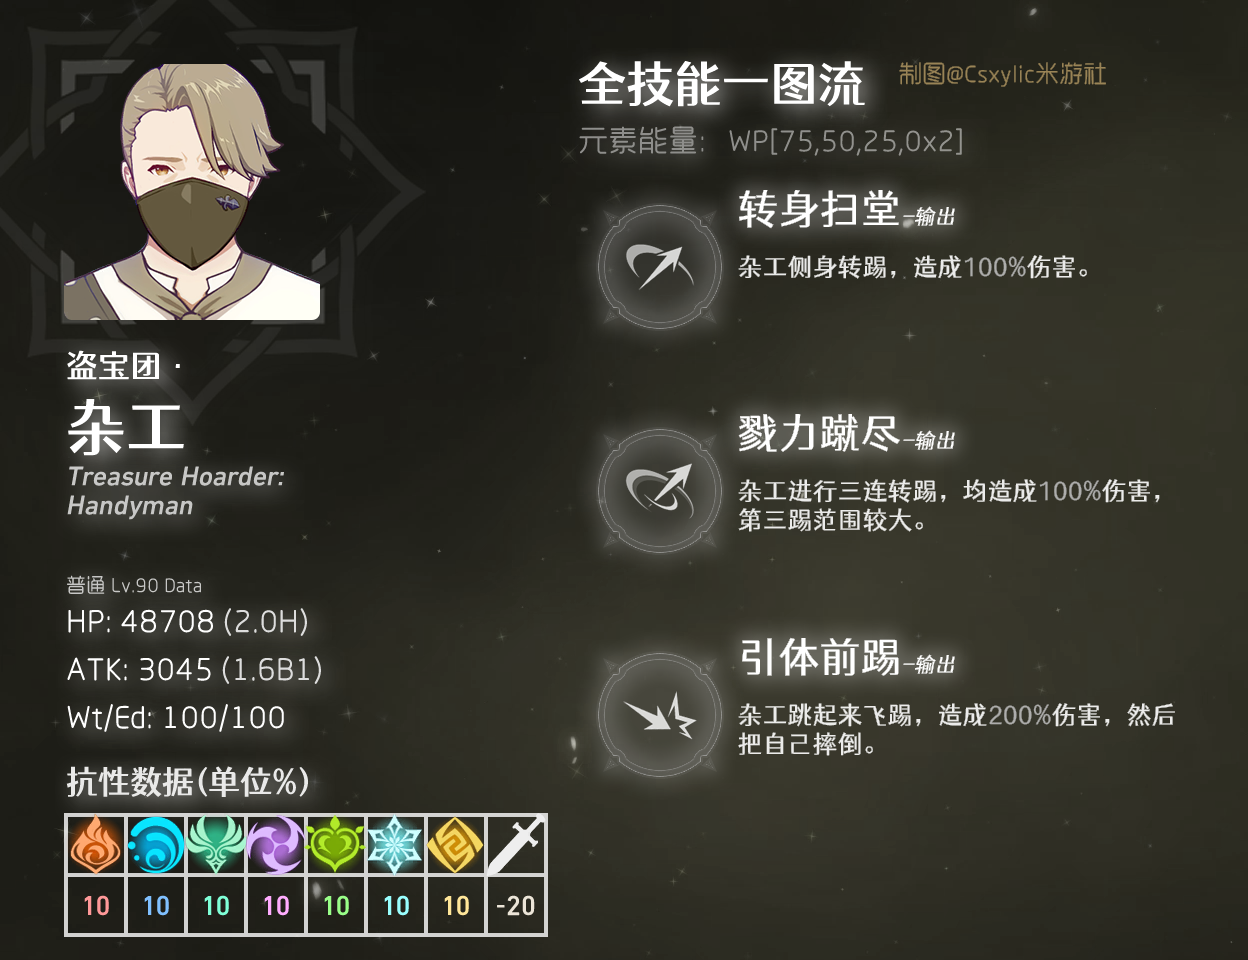 全技能一图流
制图@Csxylic米游社
元素能量: WP[75,50,25,0x2]
转身扫堂-输出
杂工侧身转踢，造成100%伤害。
戮力蹴尽-输出
杂工进行三连转踢，均造成100%伤害，
第三踢范围较大。
引体前踢-输出
杂工跳起来飞踢，造成200%伤害，然后
把自己摔倒。
盗宝团·
杂工
Treasure Hoarder:
Handyman
普通 Lv.90 Data
HP: 48708 (2.0H)
ATK: 3045 (1.6B1)
Wt/Ed: 100/100
抗性数据(单位%)
10 10 10 10 10 10 10 -20